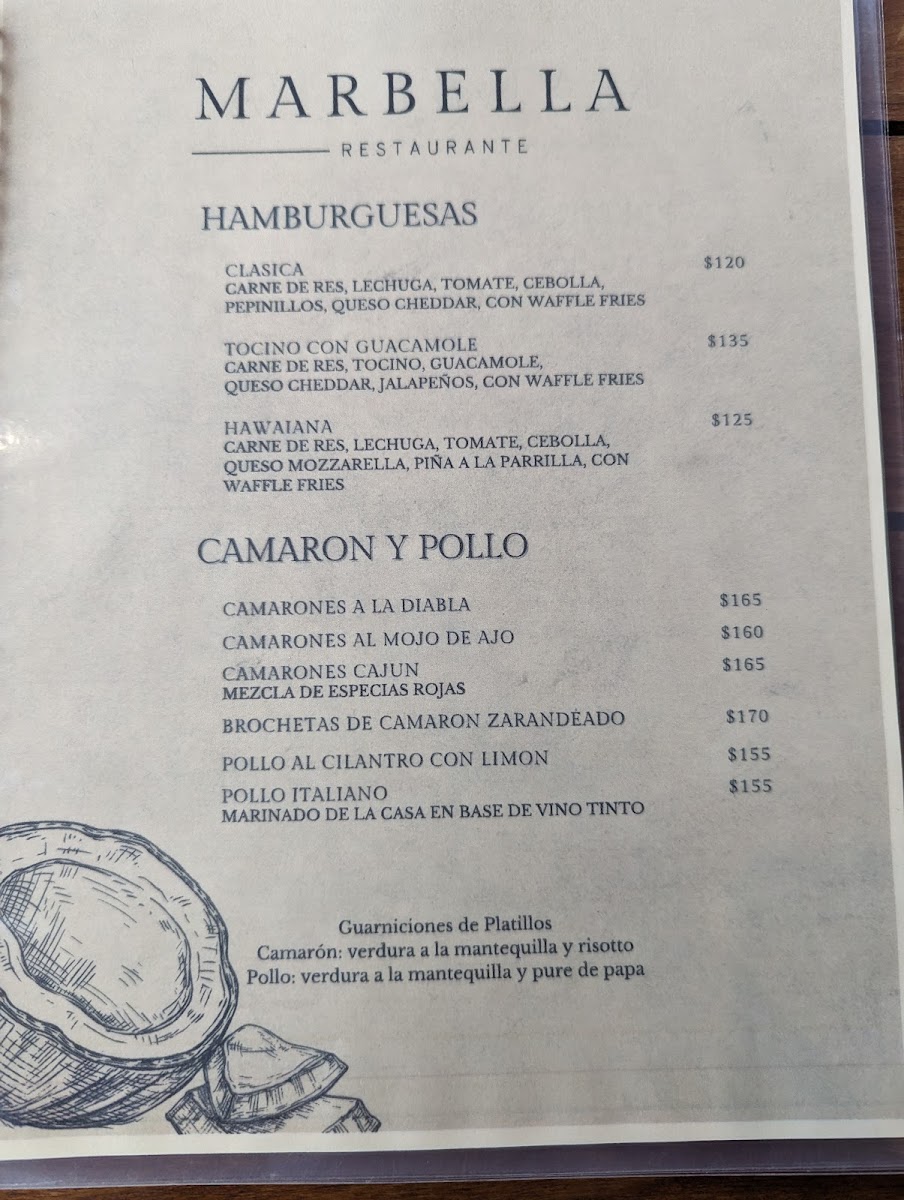 MARBELLA
RESTAURANTE
HAMBURGUESAS
CLASICA $120
CARNE DE RES, LECHUGA, TOMATE, CEBOLLA,
PEPINILLOS, QUESO CHEDDAR, CON WAFFLE FRIES
TOCINO CON GUACAMOLE $135
CARNE DE RES, TOCINO, GUACAMOLE,
QUESO CHEDDAR, JALAPEÑOS, CON WAFFLE FRIES
HAWAIANA $125
CARNE DE RES, LECHUGA, TOMATE, CEBOLLA,
QUESO MOZZARELLA, PIÑA A LA PARRILLA, CON
WAFFLE FRIES
CAMARON Y POLLO
CAMARONES A LA DIABLA $165
CAMARONES AL MOJO DE AJO $160
CAMARONES CAJUN $165
MEZCLA DE ESPECIAS ROJAS
BROCHETAS DE CAMARON ZARANDEADO $170
POLLO AL CILANTRO CON LIMON $155
POLLO ITALIANO $155
MARINADO DE LA CASA EN BASE DE VINO TINTO
Guarniciones de Platillos
Camarón: verdura a la mantequilla y risotto
Pollo: verdura a la mantequilla y pure de papa